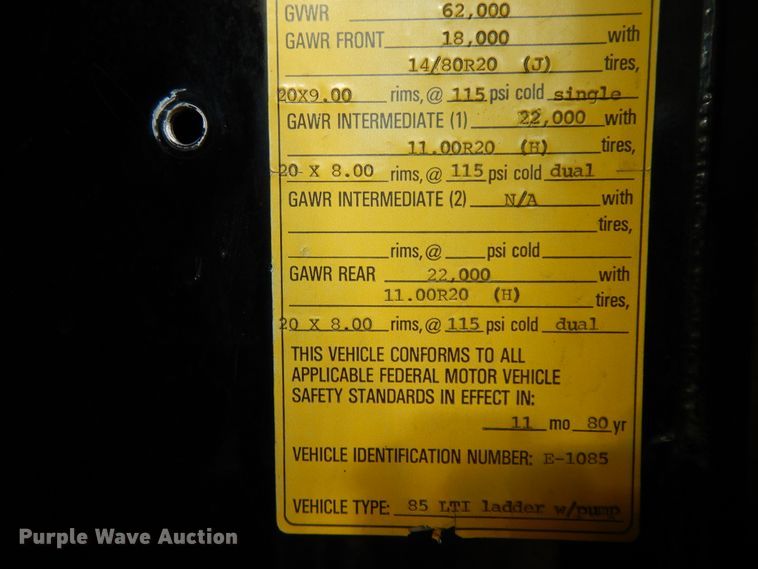 GVWR 62,000
GAWR FRONT 18,000 with
14/80R20 (J) tires,
20X9.00 rims, @ 115 psi cold single
GAWR INTERMEDIATE (1) 22,000 with
11.00R20 (H) tires,
20 X 8.00 rims, @ 115 psi cold dual
GAWR INTERMEDIATE (2) N/A with
tires,
rims, @ psi cold
GAWR REAR 22,000 with
11.00R20 (H) tires,
20 X 8.00 rims, @ 115 psi cold dual
THIS VEHICLE CONFORMS TO ALL
APPLICABLE FEDERAL MOTOR VEHICLE
SAFETY STANDARDS IN EFFECT IN:
11 mo 80 yr
VEHICLE IDENTIFICATION NUMBER: E-1085
VEHICLE TYPE: 85 LTI ladder w/pump
Purple Wave Auction